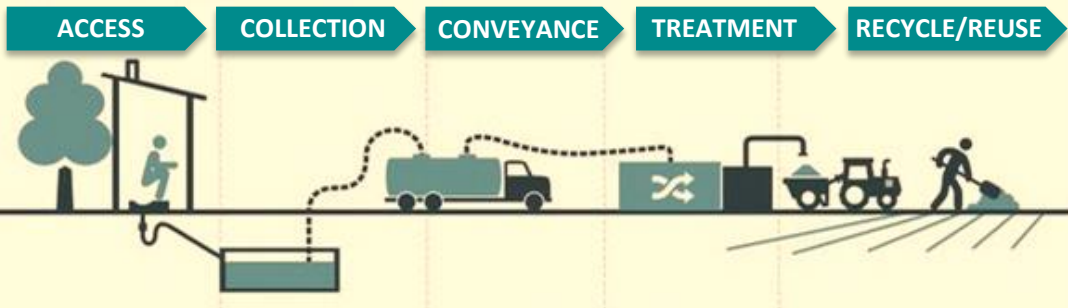 ACCESS
COLLECTION
CONVEYANCE
TREATMENT
RECYCLE/REUSE